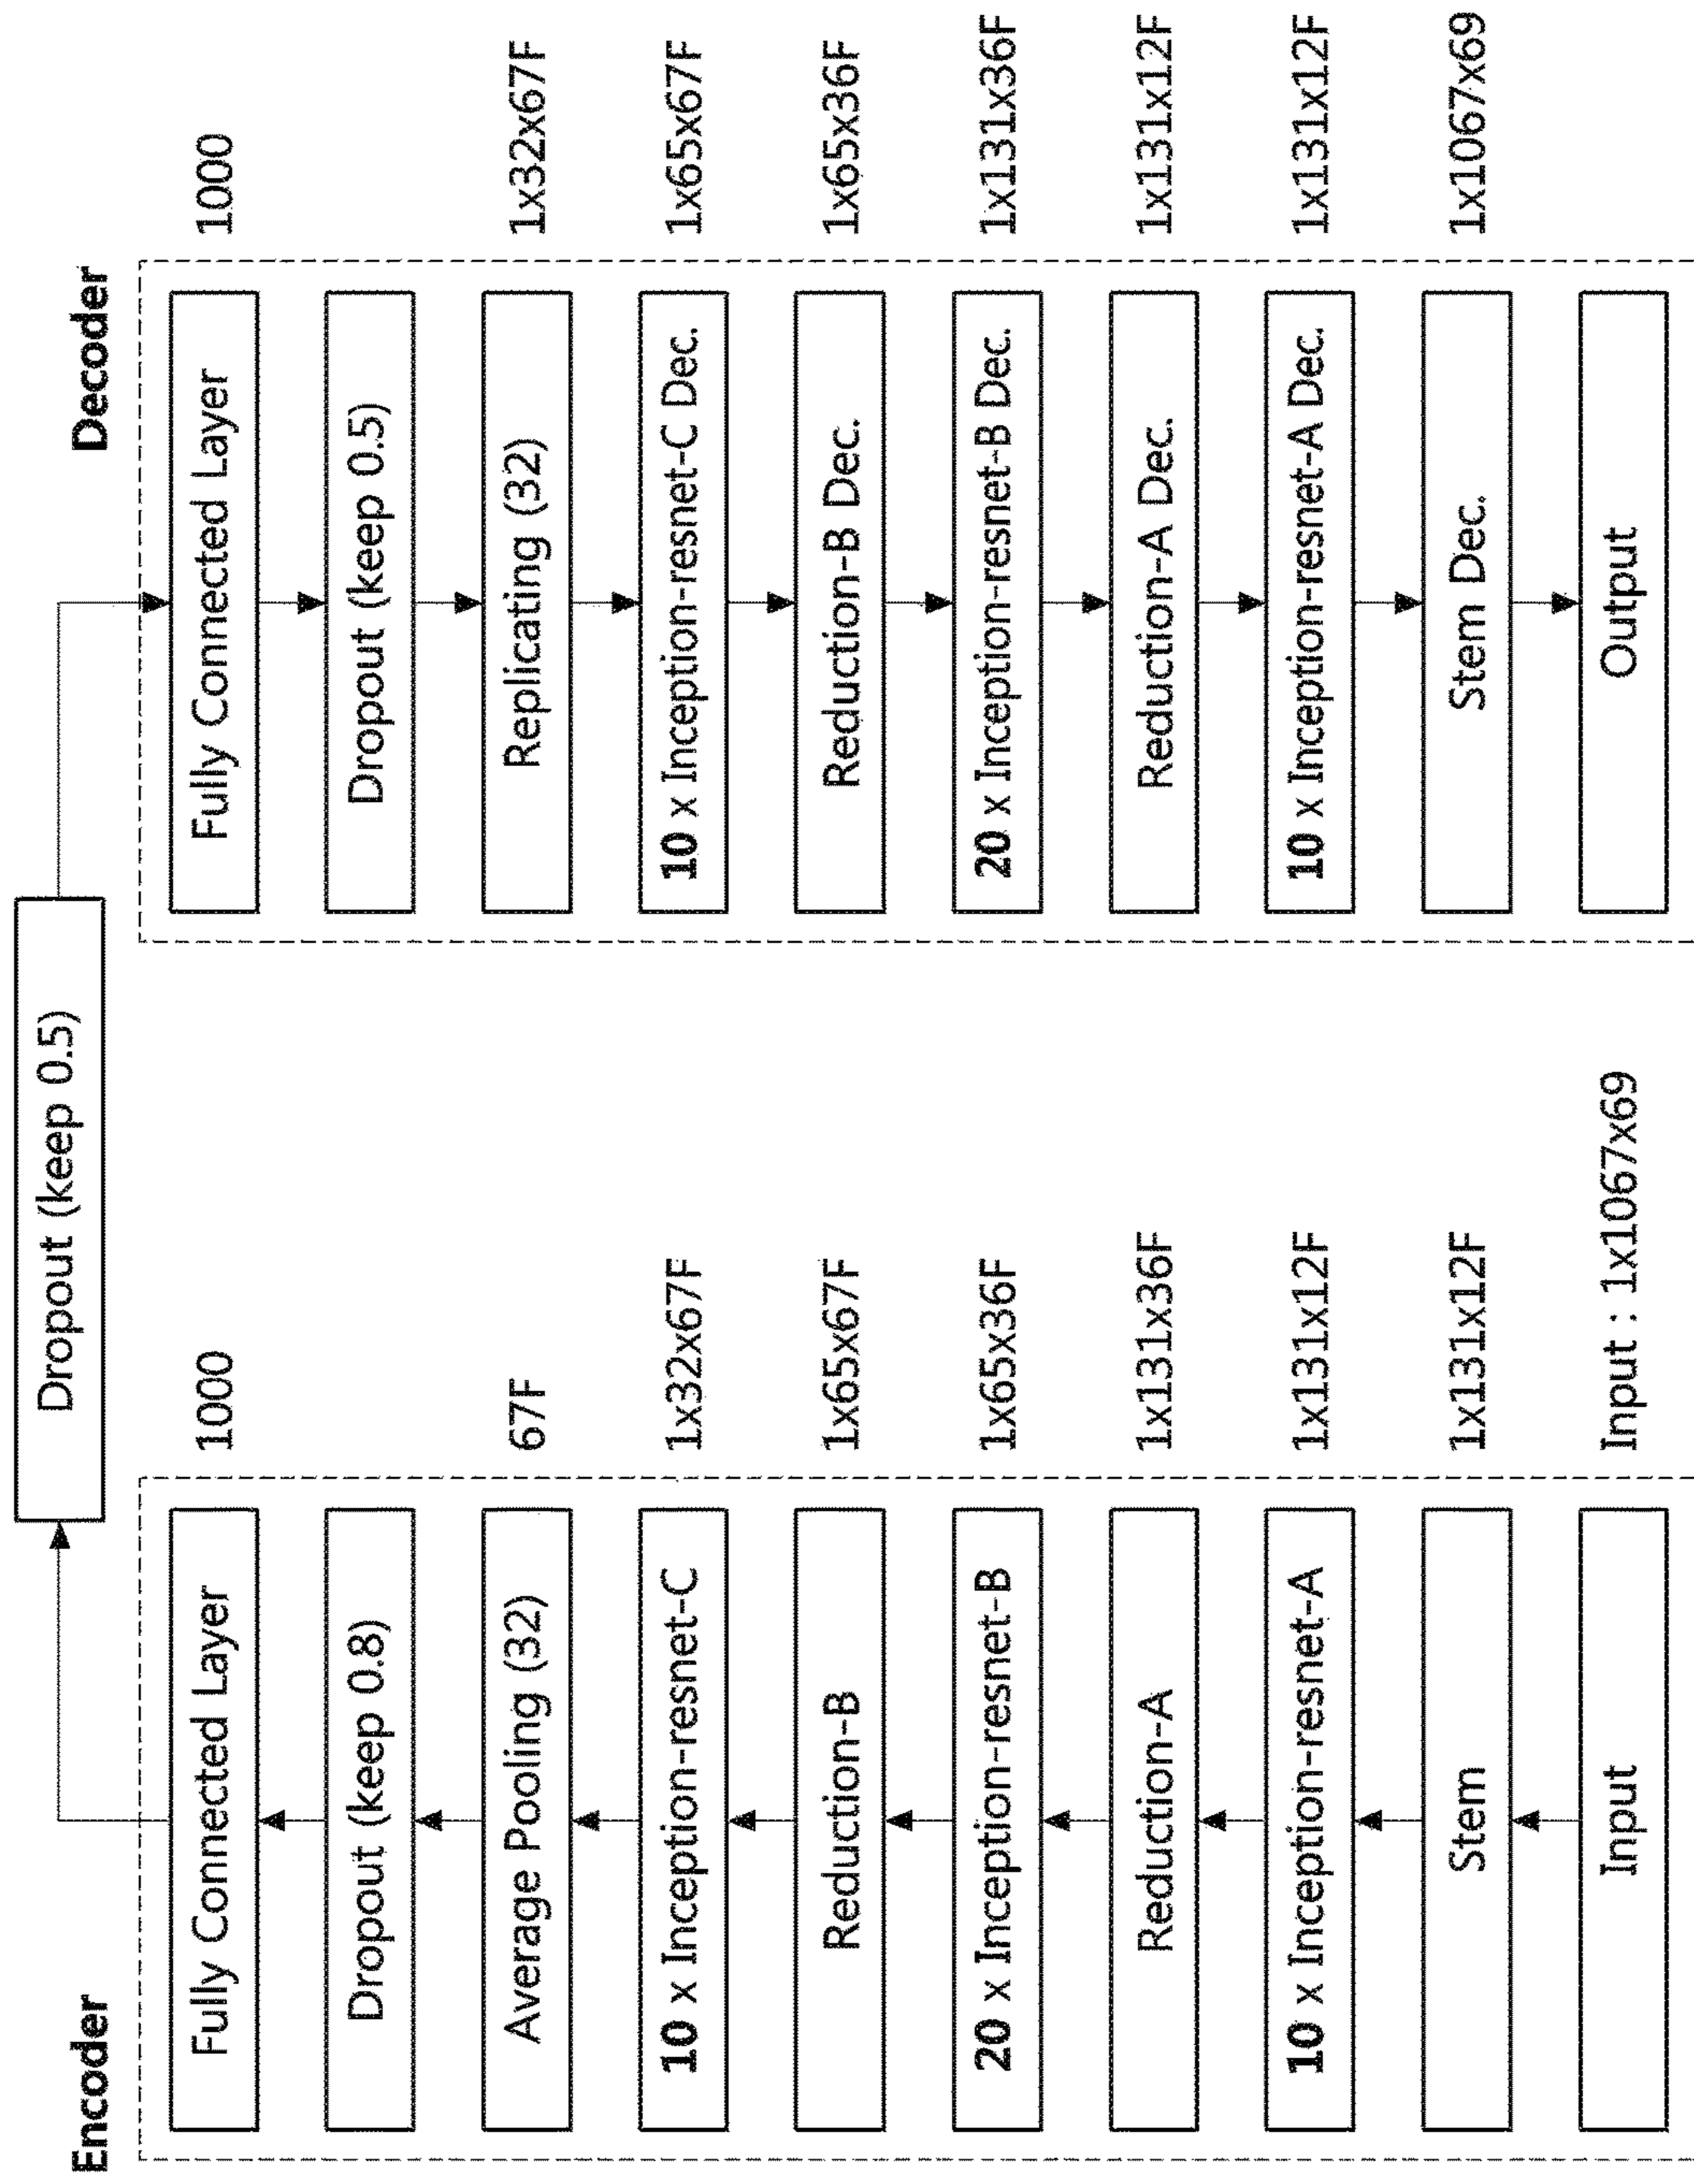 Dropout (keep 0.5)
Encoder
Fully Connected Layer
1000
Dropout (keep 0.8)
Average Pooling (32)
67F
10 x Inception-resnet-C
1x32x67F
Reduction-B
1x65x67F
20 x Inception-resnet-B
1x65x36F
Reduction-A
1x131x36F
10 x Inception-resnet-A
1x131x12F
Stem
1x131x12F
Input
Input : 1x1067x69
Decoder
Fully Connected Layer
1000
Dropout (keep 0.5)
Replicating (32)
1x32x67F
10 x Inception-resnet-C Dec.
1x65x67F
Reduction-B Dec.
1x65x36F
20 x Inception-resnet-B Dec.
1x131x36F
Reduction-A Dec.
1x131x12F
10 x Inception-resnet-A Dec.
1x131x12F
Stem Dec.
1x1067x69
Output